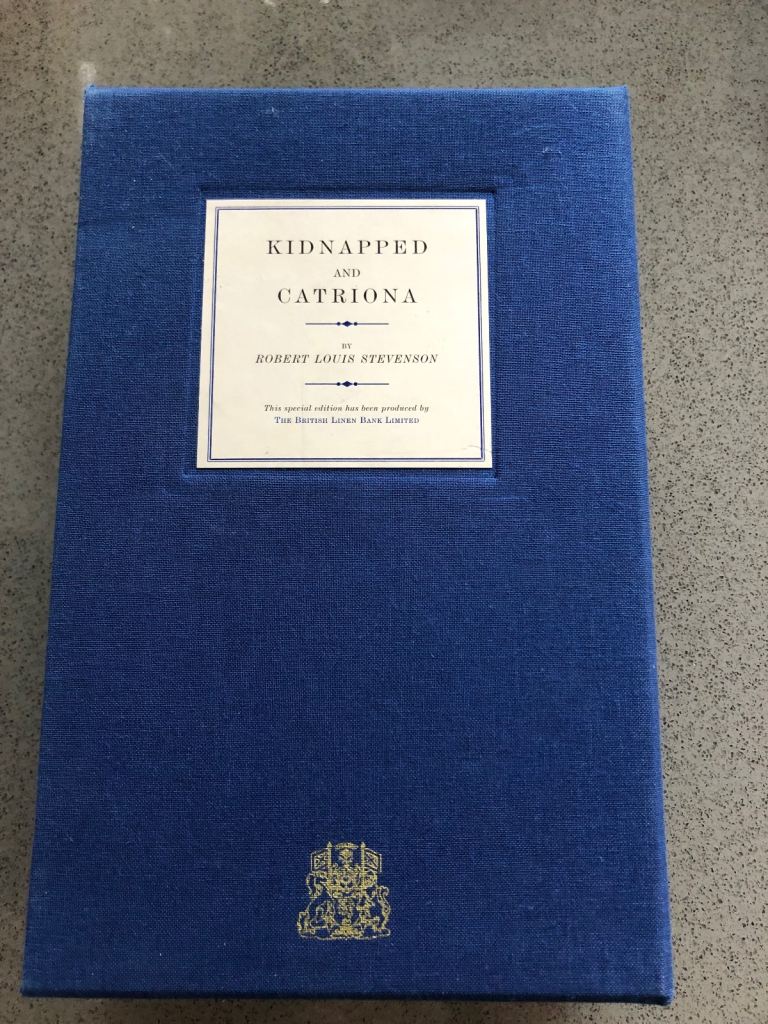 KIDNAPPED
AND
CATRIONA
BY
ROBERT LOUIS STEVENSON
This special edition has been produced by
THE BRITISH LINEN BANK LIMITED